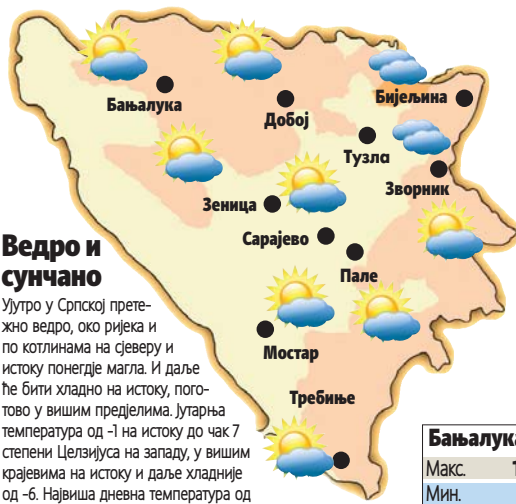 Бањалука
Добој
Бијељина
Тузла
Зворник
Зеница
Сарајево
Пале
Мостар
Требиње
Ведро и
сунчано
Ујутро у Српској прете-
жно ведро, око ријека и
по котлинама на сјеверу и
истоку понегдје магла. И даље
ће бити хладно на истоку, пого-
тово у вишим предјелима. Јутарња
температура од -1 на истоку до чак 7
степени Целзијуса на западу, у вишим
крајевима на истоку и даље хладније
од -6. Највиша дневна температура од
Бањалука
Макс.
Мин.